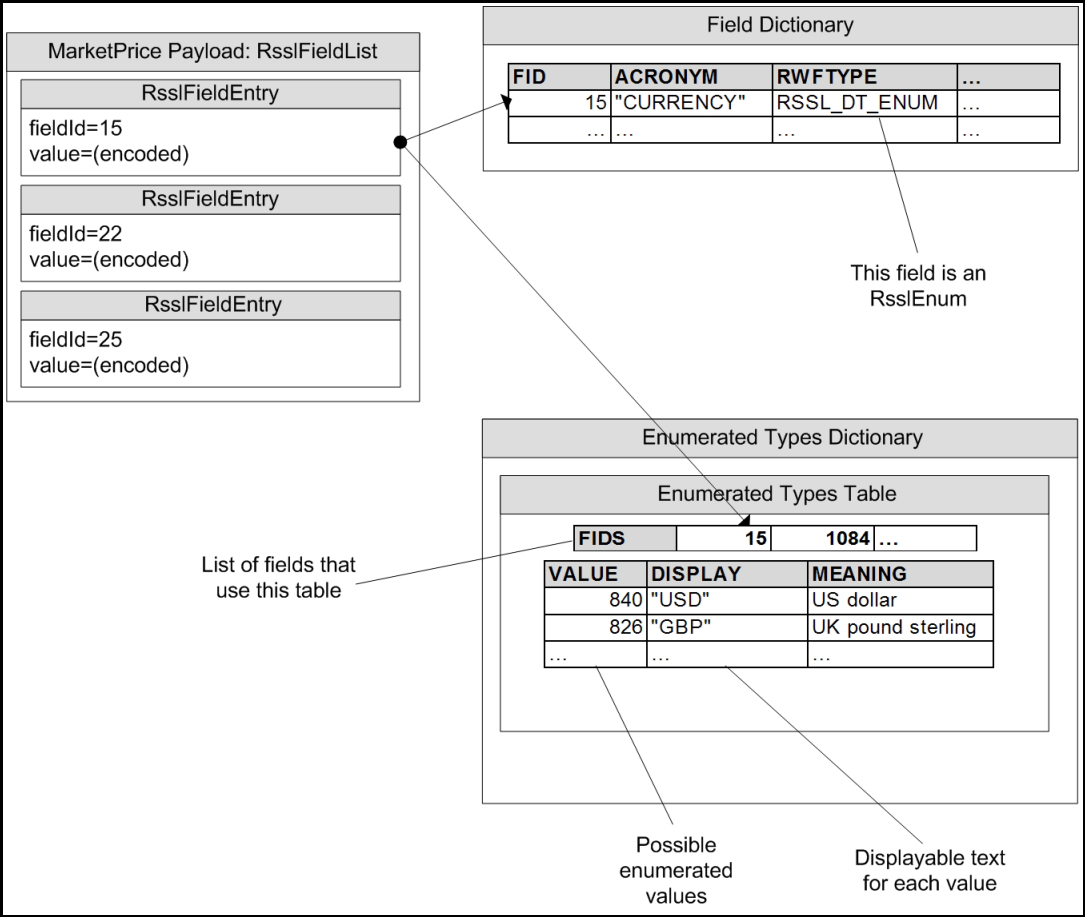 MarketPrice Payload: RsslFieldList
RsslFieldEntry
fieldId=15
value=(encoded)
RsslFieldEntry
fieldId=22
value=(encoded)
RsslFieldEntry
fieldId=25
value=(encoded)
Field Dictionary
FID ACRONYM RWFTYPE ...
15 "CURRENCY" RSSL_DT_ENUM ...
... ... ... ...
This field is an
RsslEnum
Enumerated Types Dictionary
Enumerated Types Table
FIDS 15 1084 ...
VALUE DISPLAY MEANING
840 "USD" US dollar
826 "GBP" UK pound sterling
... ... ...
List of fields that
use this table
Possible
enumerated
values
Displayable text
for each value